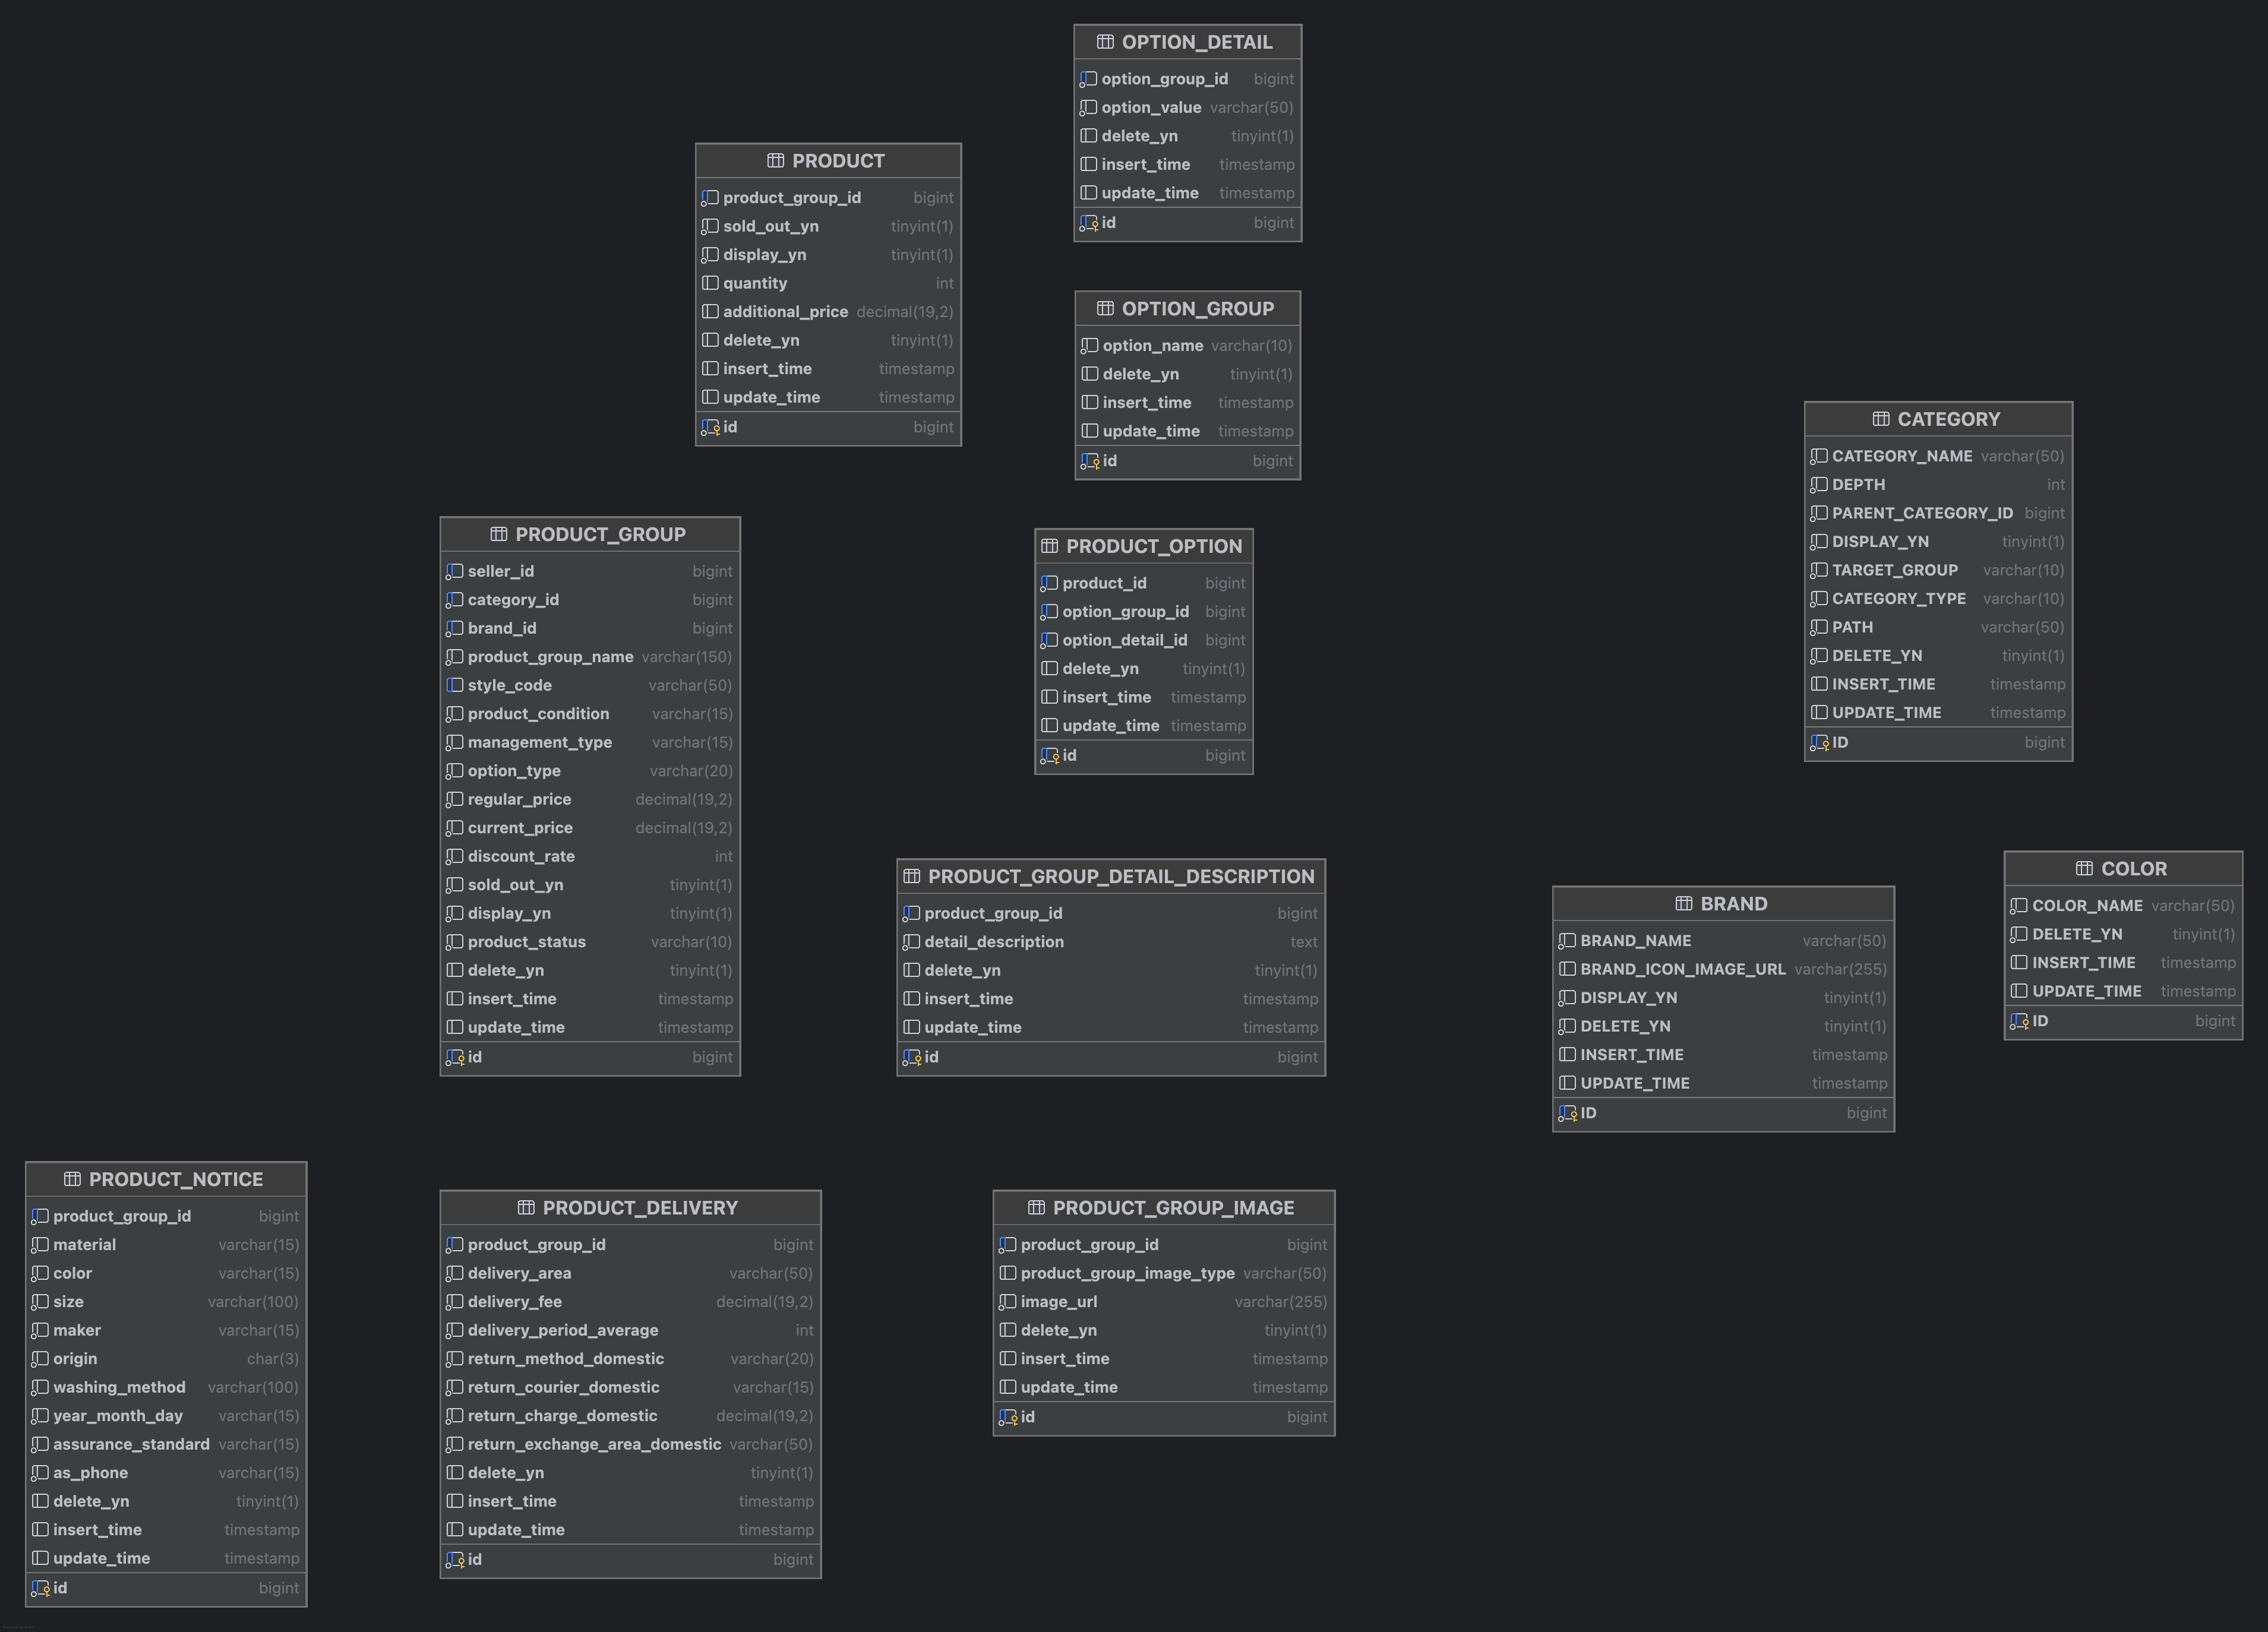 OPTION_DETAIL
option_group_id bigint
option_value varchar(50)
delete_yn tinyint(1)
insert_time timestamp
update_time timestamp
id bigint
PRODUCT
product_group_id bigint
sold_out_yn tinyint(1)
display_yn tinyint(1)
quantity int
additional_price decimal(19,2)
delete_yn tinyint(1)
insert_time timestamp
update_time timestamp
id bigint
OPTION_GROUP
option_name varchar(10)
delete_yn tinyint(1)
insert_time timestamp
update_time timestamp
id bigint
CATEGORY
CATEGORY_NAME varchar(50)
DEPTH int
PARENT_CATEGORY_ID bigint
DISPLAY_YN tinyint(1)
TARGET_GROUP varchar(10)
CATEGORY_TYPE varchar(10)
PATH varchar(50)
DELETE_YN tinyint(1)
INSERT_TIME timestamp
UPDATE_TIME timestamp
ID bigint
PRODUCT_GROUP
seller_id bigint
category_id bigint
brand_id bigint
product_group_name varchar(150)
style_code varchar(50)
product_condition varchar(15)
management_type varchar(15)
option_type varchar(20)
regular_price decimal(19,2)
current_price decimal(19,2)
discount_rate int
sold_out_yn tinyint(1)
display_yn tinyint(1)
product_status varchar(10)
delete_yn tinyint(1)
insert_time timestamp
update_time timestamp
id bigint
PRODUCT_OPTION
product_id bigint
option_group_id bigint
option_detail_id bigint
delete_yn tinyint(1)
insert_time timestamp
update_time timestamp
id bigint
PRODUCT_GROUP_DETAIL_DESCRIPTION
product_group_id bigint
detail_description text
delete_yn tinyint(1)
insert_time timestamp
update_time timestamp
id bigint
BRAND
BRAND_NAME varchar(50)
BRAND_ICON_IMAGE_URL varchar(255)
DISPLAY_YN tinyint(1)
DELETE_YN tinyint(1)
INSERT_TIME timestamp
UPDATE_TIME timestamp
ID bigint
COLOR
COLOR_NAME varchar(50)
DELETE_YN tinyint(1)
INSERT_TIME timestamp
UPDATE_TIME timestamp
ID bigint
PRODUCT_NOTICE
product_group_id bigint
material varchar(15)
color varchar(15)
size varchar(100)
maker varchar(15)
origin char(3)
washing_method varchar(100)
year_month_day varchar(15)
assurance_standard varchar(15)
as_phone varchar(15)
delete_yn tinyint(1)
insert_time timestamp
update_time timestamp
id bigint
PRODUCT_DELIVERY
product_group_id bigint
delivery_area varchar(50)
delivery_fee decimal(19,2)
delivery_period_average int
return_method_domestic varchar(20)
return_courier_domestic varchar(15)
return_charge_domestic decimal(19,2)
return_exchange_area_domestic varchar(50)
delete_yn tinyint(1)
insert_time timestamp
update_time timestamp
id bigint
PRODUCT_GROUP_IMAGE
product_group_id bigint
product_group_image_type varchar(50)
image_url varchar(255)
delete_yn tinyint(1)
insert_time timestamp
update_time timestamp
id bigint